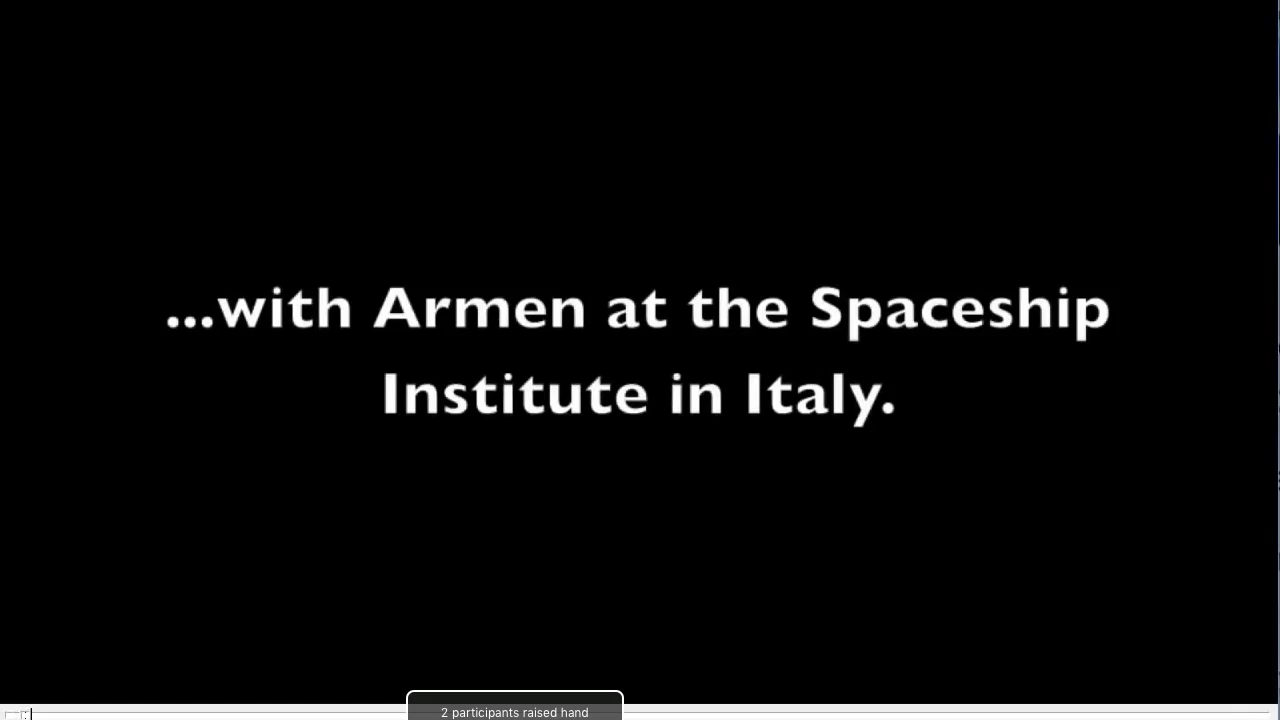 ...with Armen at the Spaceship
Institute in Italy.
2 participants raised hand